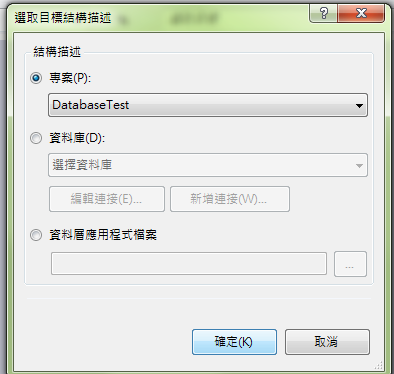 選取目標結構描述
?
結構描述
專案(P):
DatabaseTest
資料庫(D):
選擇資料庫
編輯連接(E)... 新增連接(W)...
資料層應用程式檔案
...
確定(K) 取消